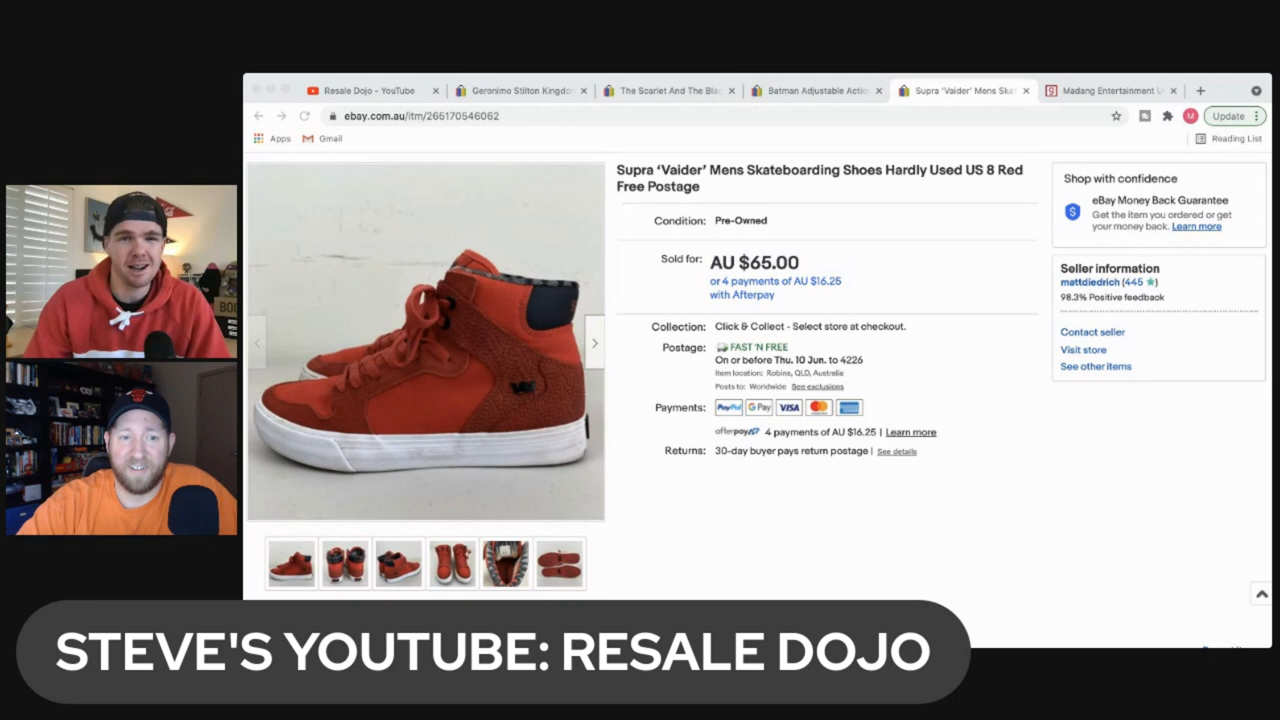 Resale Dojo - YouTube
Geronimo Stilton Kingdo
The Scarlet And The Bla
Batman Adjustable Actio
Supra 'Vaider' Mens Skat
Madang Entertainment U
ebay.com.au/itm/265170546062
M
Update
Apps
Gmail
Reading List
Supra ‘Vaider’ Mens Skateboarding Shoes Hardly Used US 8 Red
Free Postage
Condition: Pre-Owned
Sold for: AU $65.00
or 4 payments of AU $16.25
with Afterpay
Collection: Click & Collect - Select store at checkout.
Postage: FAST 'N FREE
On or before Thu. 10 Jun. to 4226
Item location: Robina, QLD, Australia
Posts to: Worldwide See exclusions
Payments: PayPal G Pay VISA
afterpay 4 payments of AU $16.25 | Learn more
Returns: 30-day buyer pays return postage | See details
Shop with confidence
eBay Money Back Guarantee
Get the item you ordered or get
your money back. Learn more
Seller information
mattdiedrich (445)
98.3% Positive feedback
Contact seller
Visit store
See other items
STEVE'S YOUTUBE: RESALE DOJO